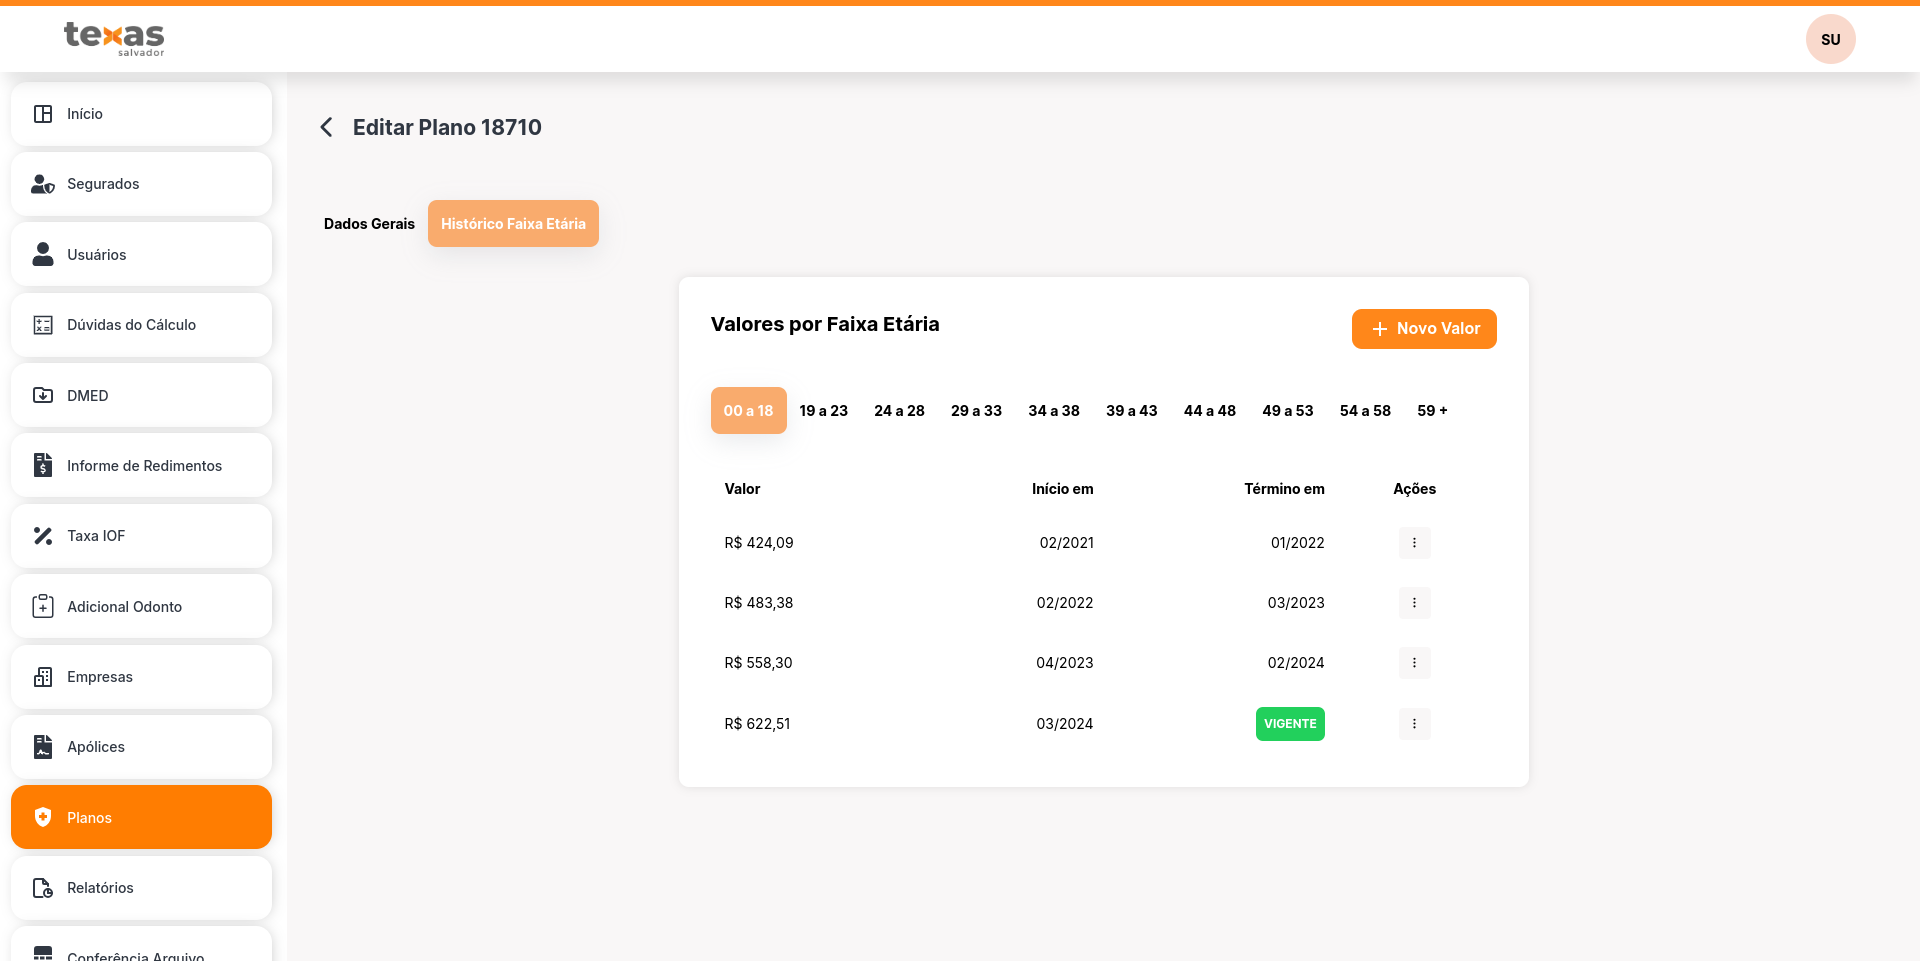 texas
salvador
SU
Início
Segurados
Usuários
Dúvidas do Cálculo
DMED
Informe de Redimentos
Taxa IOF
Adicional Odonto
Empresas
Apólices
Planos
Relatórios
Conferência Arquivo
Editar Plano 18710
Dados Gerais Histórico Faixa Etária
Valores por Faixa Etária
Novo Valor
00 a 18 19 a 23 24 a 28 29 a 33 34 a 38 39 a 43 44 a 48 49 a 53 54 a 58 59 +
Valor Início em Término em Ações
R$ 424,09 02/2021 01/2022
R$ 483,38 02/2022 03/2023
R$ 558,30 04/2023 02/2024
R$ 622,51 03/2024 VIGENTE